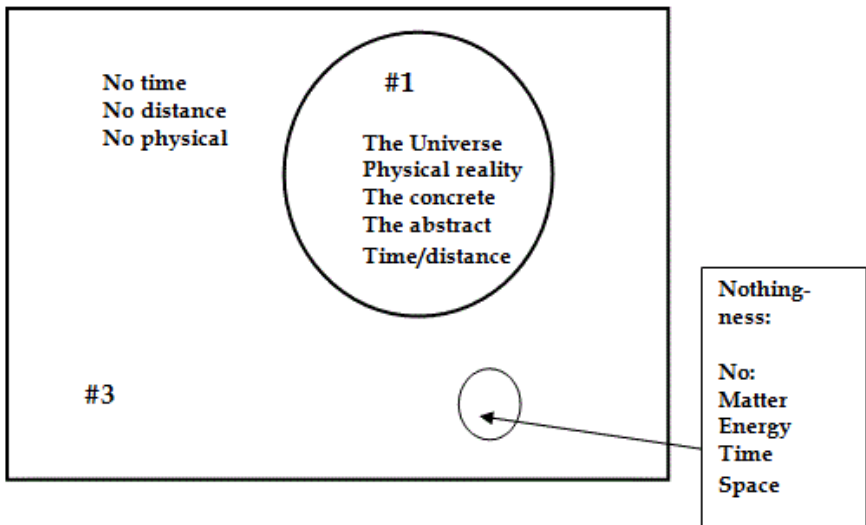 No time
No distance
No physical
#1
The Universe
Physical reality
The concrete
The abstract
Time/distance
#3
Nothing-
ness:
No:
Matter
Energy
Time
Space